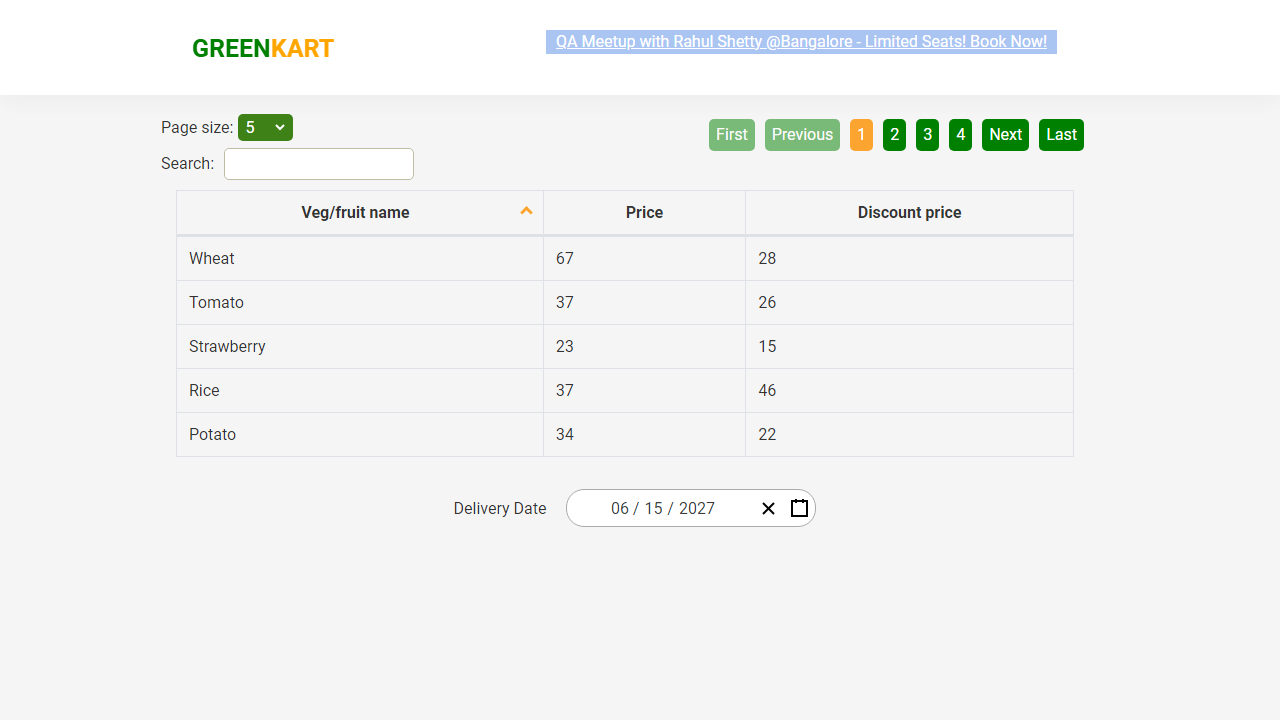 GREENKART
QA Meetup with Rahul Shetty @Bangalore - Limited Seats! Book Now!
Page size: 5
First Previous 1 2 3 4 Next Last
Search:
Veg/fruit name Price Discount price
Wheat 67 28
Tomato 37 26
Strawberry 23 15
Rice 37 46
Potato 34 22
Delivery Date 06 / 15 / 2027